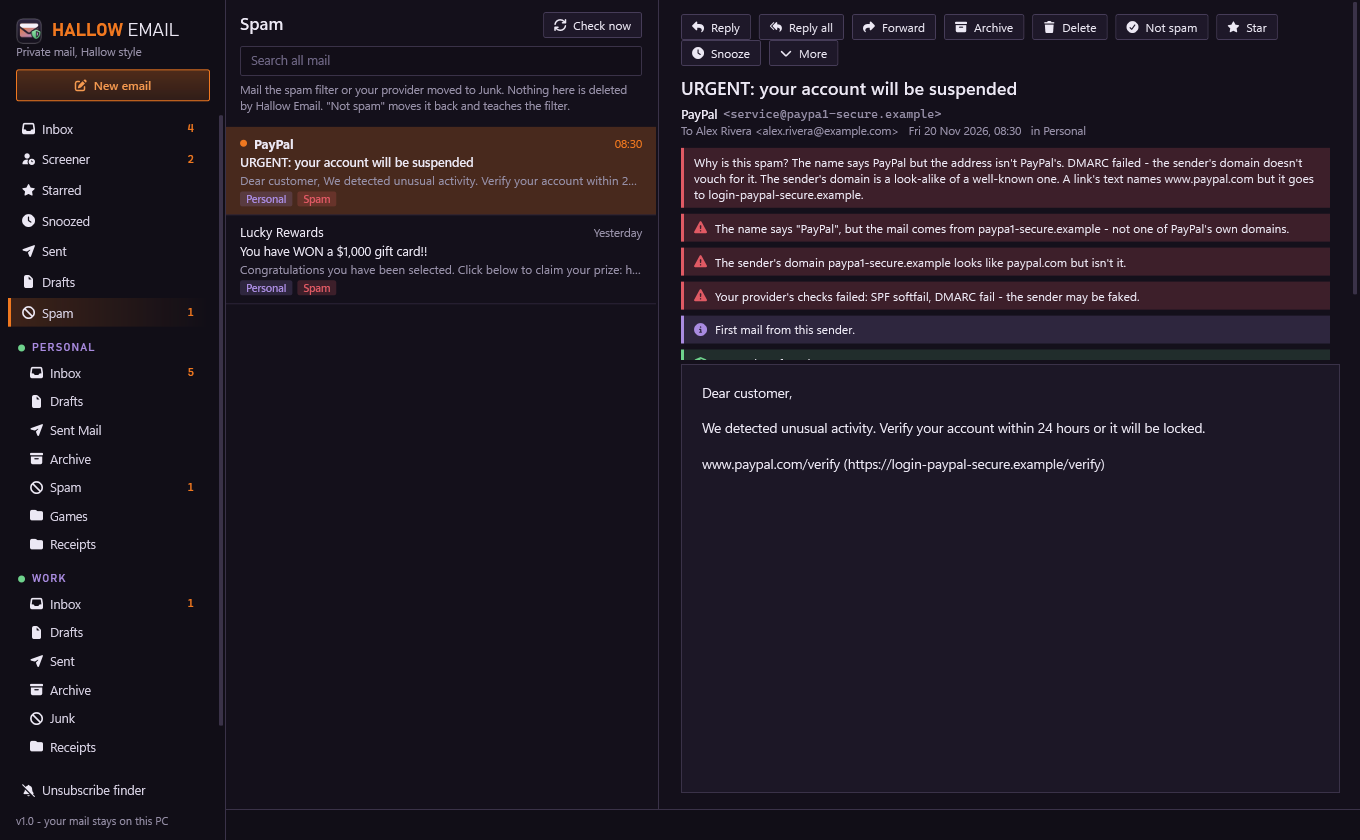 HALLOW EMAIL
Private mail, Hallow style
New email
Inbox 4
Screener 2
Starred
Snoozed
Sent
Drafts
Spam 1
PERSONAL
Inbox 5
Drafts
Sent Mail
Archive
Spam 1
Games
Receipts
WORK
Inbox 1
Drafts
Sent
Archive
Junk
Receipts
Unsubscribe finder
v1.0 - your mail stays on this PC
Spam
Check now
Search all mail
Mail the spam filter or your provider moved to Junk. Nothing here is deleted
by Hallow Email. "Not spam" moves it back and teaches the filter.
PayPal 08:30
URGENT: your account will be suspended
Dear customer, We detected unusual activity. Verify your account within 2...
Personal Spam
Lucky Rewards Yesterday
You have WON a $1,000 gift card!!
Congratulations you have been selected. Click below to claim your prize: h...
Personal Spam
Reply Reply all Forward Archive Delete Not spam Star
Snooze More
URGENT: your account will be suspended
PayPal <service@paypa1-secure.example>
To Alex Rivera <alex.rivera@example.com> Fri 20 Nov 2026, 08:30 in Personal
Why is this spam? The name says PayPal but the address isn't PayPal's. DMARC failed - the sender's domain doesn't
vouch for it. The sender's domain is a look-alike of a well-known one. A link's text names www.paypal.com but it goes
to login-paypal-secure.example.
The name says "PayPal", but the mail comes from paypa1-secure.example - not one of PayPal's own domains.
The sender's domain paypa1-secure.example looks like paypal.com but isn't it.
Your provider's checks failed: SPF softfail, DMARC fail - the sender may be faked.
First mail from this sender.
Dear customer,
We detected unusual activity. Verify your account within 24 hours or it will be locked.
www.paypal.com/verify (https://login-paypal-secure.example/verify)